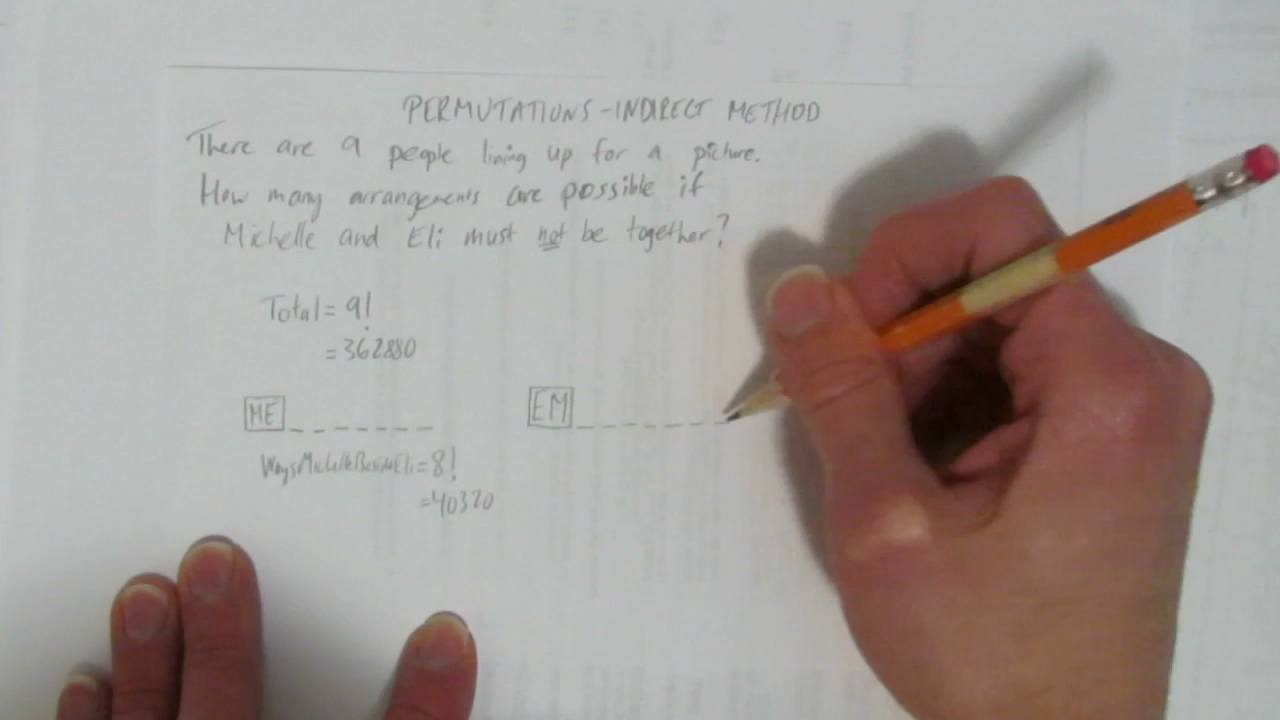 PERMUTATIONS - INDIRECT METHOD
There are 9 people lining up for a picture.
How many arrangements are possible if
Michelle and Eli must not be together?
Total = 9!
= 362880
ME _ _ _ _ _ _ _
EM _ _ _ _ _ _ _
WaysMichelleBesideEli = 8!
= 40320